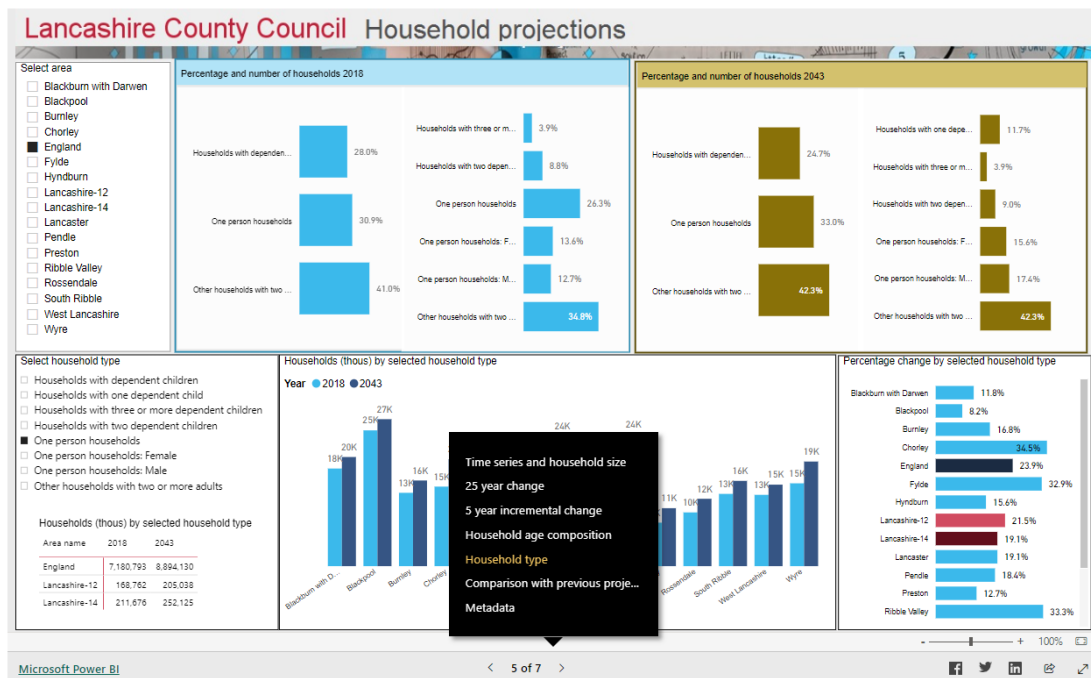 Lancashire County Council Household projections
Select area
Blackburn with Darwen
Blackpool
Burnley
Chorley
England
Fylde
Hyndburn
Lancashire-12
Lancashire-14
Lancaster
Pendle
Preston
Ribble Valley
Rossendale
South Ribble
West Lancashire
Wyre
Percentage and number of households 2018
Households with dependen... 28.0%
One person households 30.9%
Other households with two ... 41.0%
Households with three or m... 3.9%
Households with two depen... 8.8%
One person households 26.3%
One person households: F... 13.6%
One person households: M... 12.7%
Other households with two ... 34.8%
Percentage and number of households 2043
Households with dependen... 24.7%
One person households 33.0%
Other households with two ... 42.3%
Households with one depe... 11.7%
Households with three or m... 3.9%
Households with two depen... 9.0%
One person households: F... 15.6%
One person households: M... 17.4%
Other households with two ... 42.3%
Select household type
Households with dependent children
Households with one dependent child
Households with three or more dependent children
Households with two dependent children
One person households
One person households: Female
One person households: Male
Other households with two or more adults
Households (thous) by selected household type
Area name 2018 2043
England 7,180,793 8,894,130
Lancashire-12 168,762 205,038
Lancashire-14 211,676 252,125
Households (thous) by selected household type
Year 2018 2043
18K 20K 25K 27K 13K 16K 15K 24K 24K 11K 10K 12K 13K 16K 13K 15K 15K 19K
Blackburn with D... Blackpool Burnley Chorley Rossendale South Ribble West Lancashire Wyre
Time series and household size
25 year change
5 year incremental change
Household age composition
Household type
Comparison with previous proje...
Metadata
Percentage change by selected household type
Blackburn with Darwen 11.8%
Blackpool 8.2%
Burnley 16.8%
Chorley 34.5%
England 23.9%
Fylde 32.9%
Hyndburn 15.6%
Lancashire-12 21.5%
Lancashire-14 19.1%
Lancaster 19.1%
Pendle 18.4%
Preston 12.7%
Ribble Valley 33.3%
- + 100%
Microsoft Power BI
5 of 7